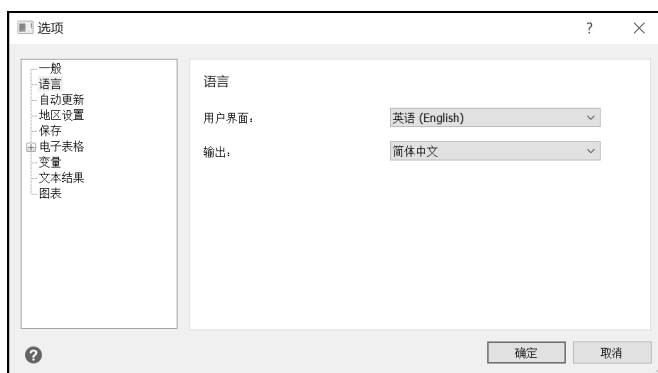 选项
?
一般
语言
自动更新
地区设置
保存
电子表格
变量
文本结果
图表
语言
用户界面： 英语 (English)
输出： 简体中文
?
确定 取消